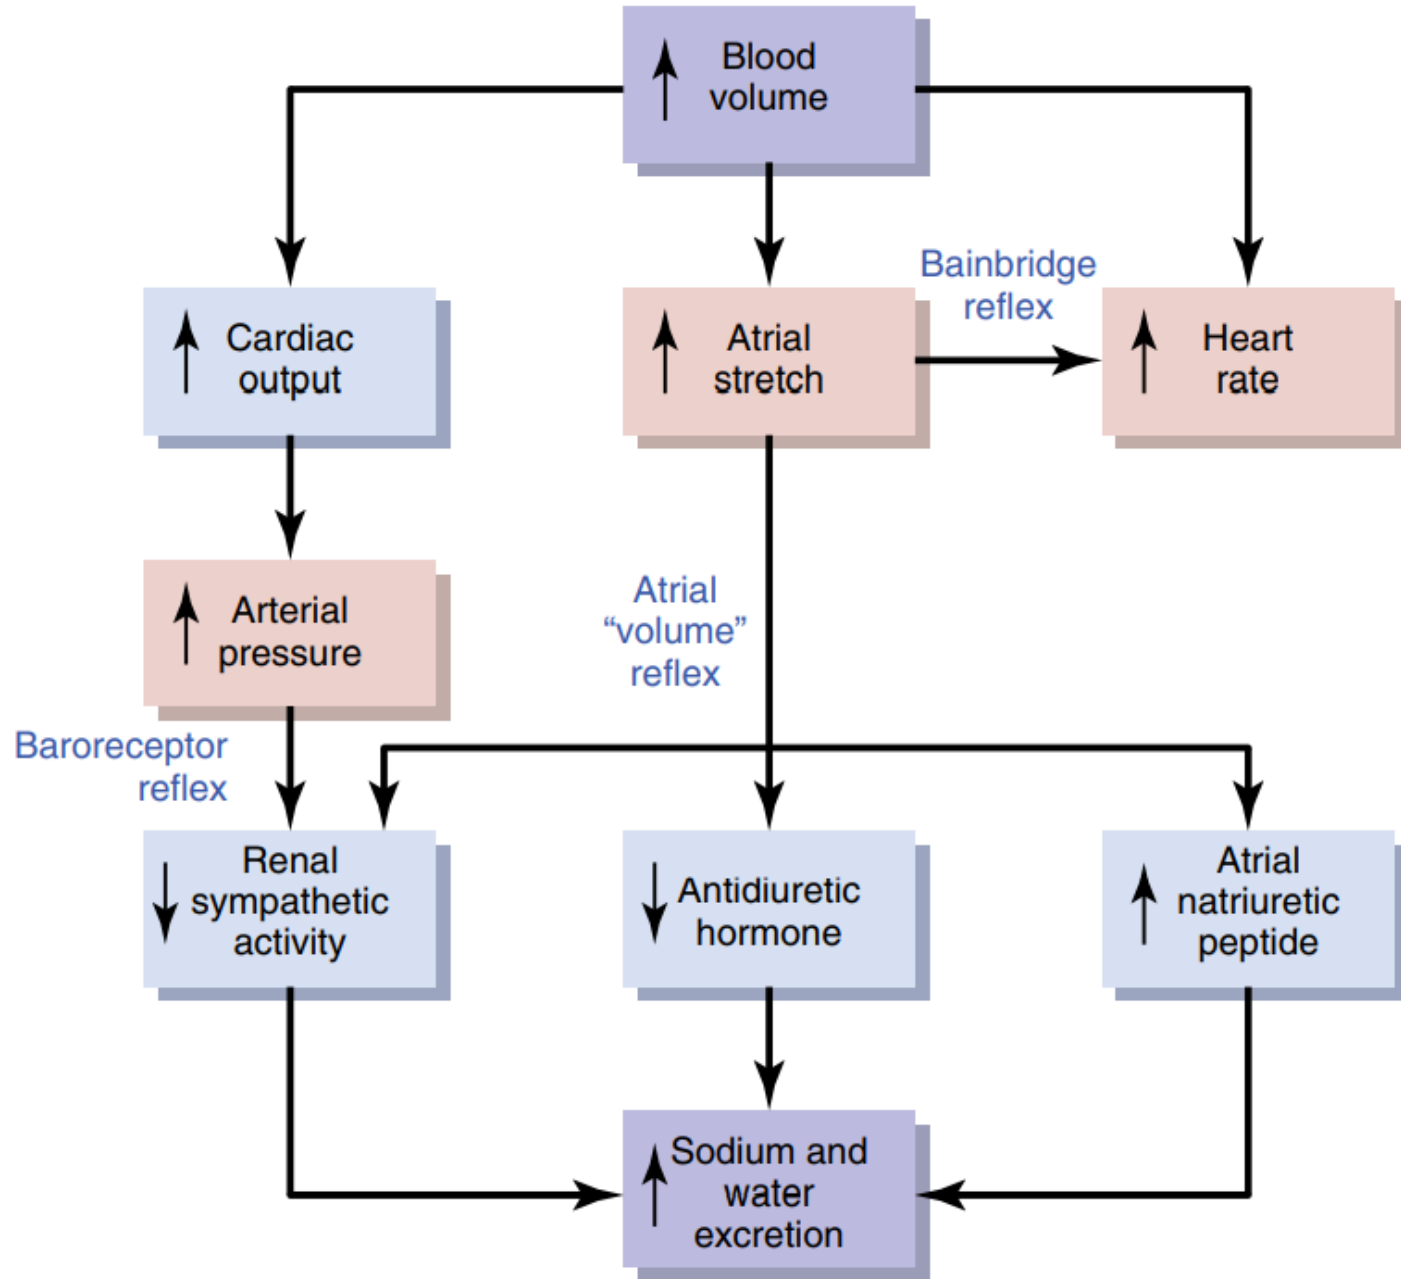 Blood
volume
Bainbridge
reflex
Cardiac
output
Atrial
stretch
Heart
rate
Arterial
pressure
Atrial
“volume”
reflex
Baroreceptor
reflex
Renal
sympathetic
activity
Antidiuretic
hormone
Atrial
natriuretic
peptide
Sodium and
water
excretion